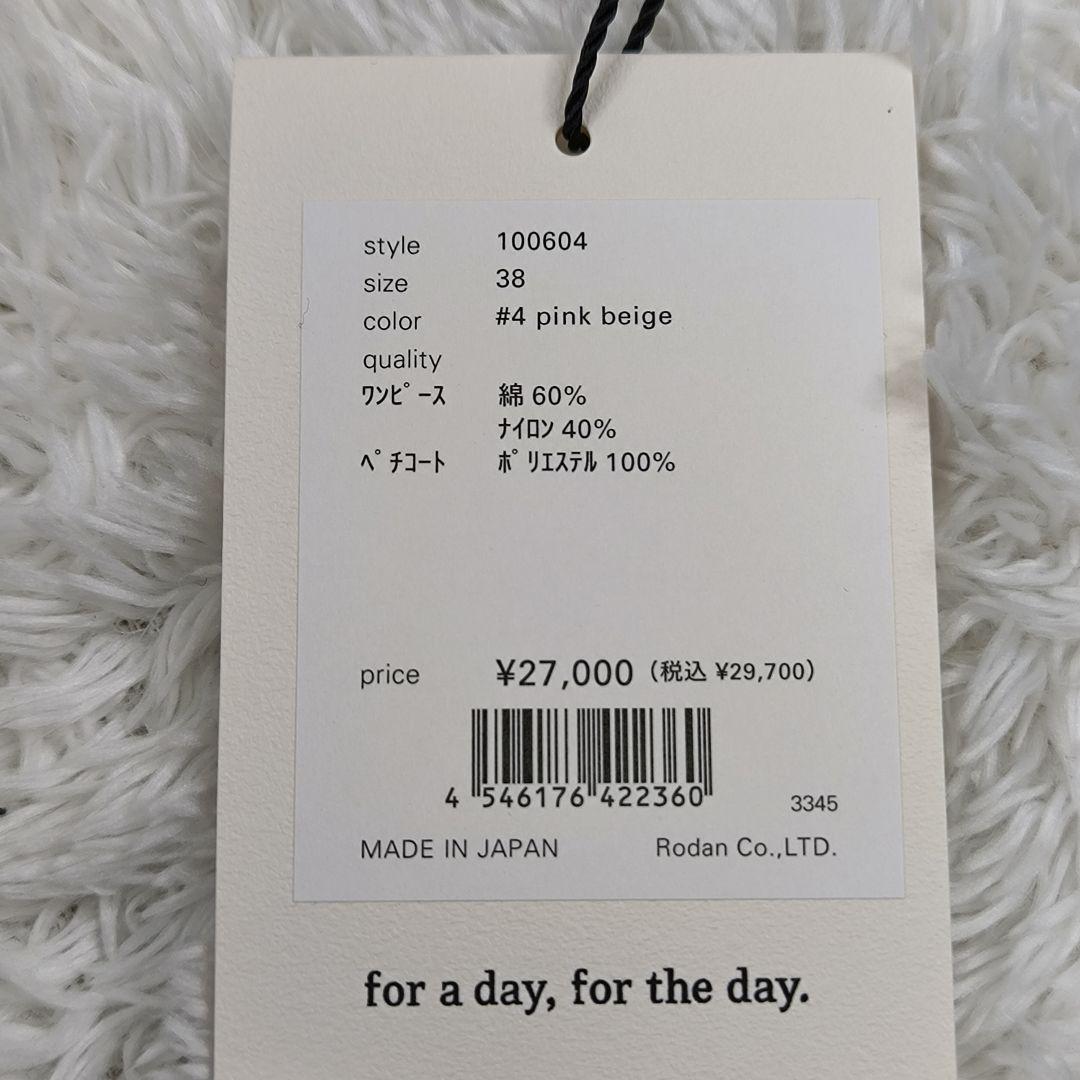 style 100604
size 38
color #4 pink beige
quality
ﾜﾝﾋﾟｰｽ 綿 60%
ﾅｲﾛﾝ 40%
ﾍﾟﾁｺｰﾄ ﾎﾟﾘｴｽﾃﾙ 100%
price ¥27,000（税込 ¥29,700）
4 546176 422360 3345
MADE IN JAPAN Rodan Co.,LTD.
for a day, for the day.